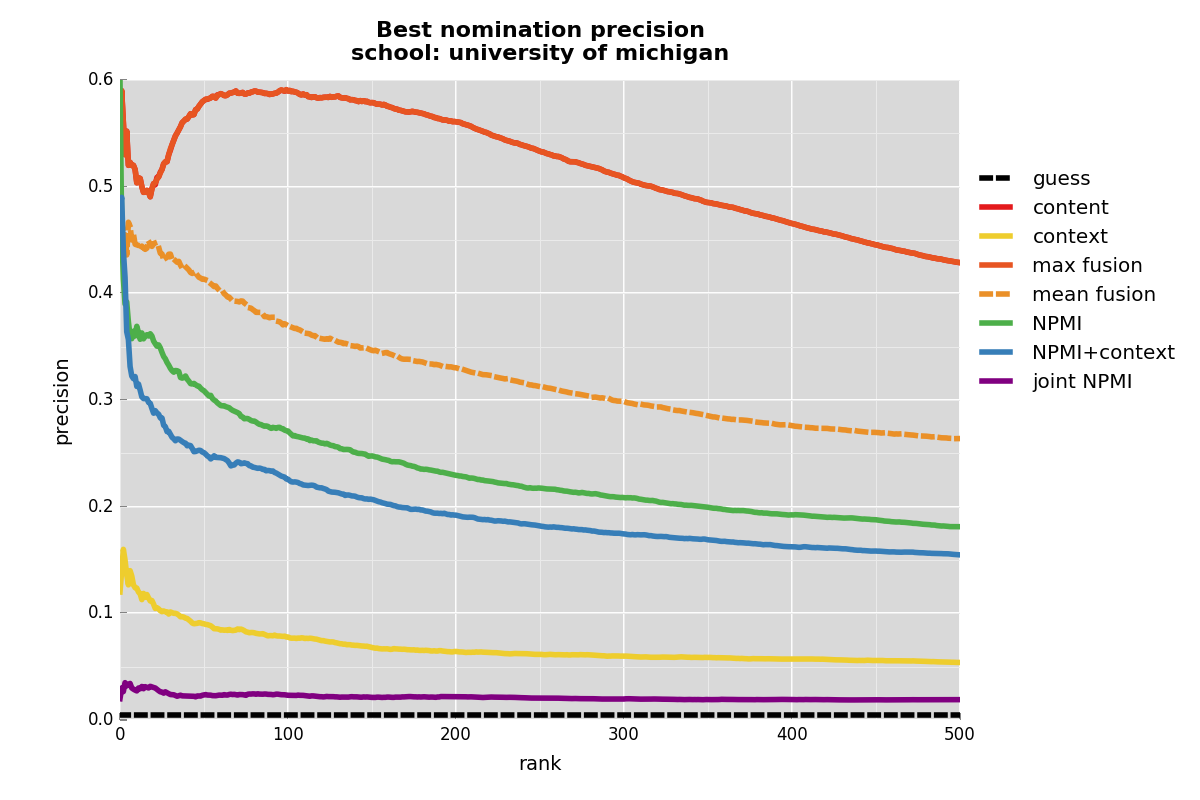 Best nomination precision
school: university of michigan
precision
0.6
0.5
0.4
0.3
0.2
0.1
0.0
0 100 200 300 400 500
rank
guess
content
context
max fusion
mean fusion
NPMI
NPMI+context
joint NPMI